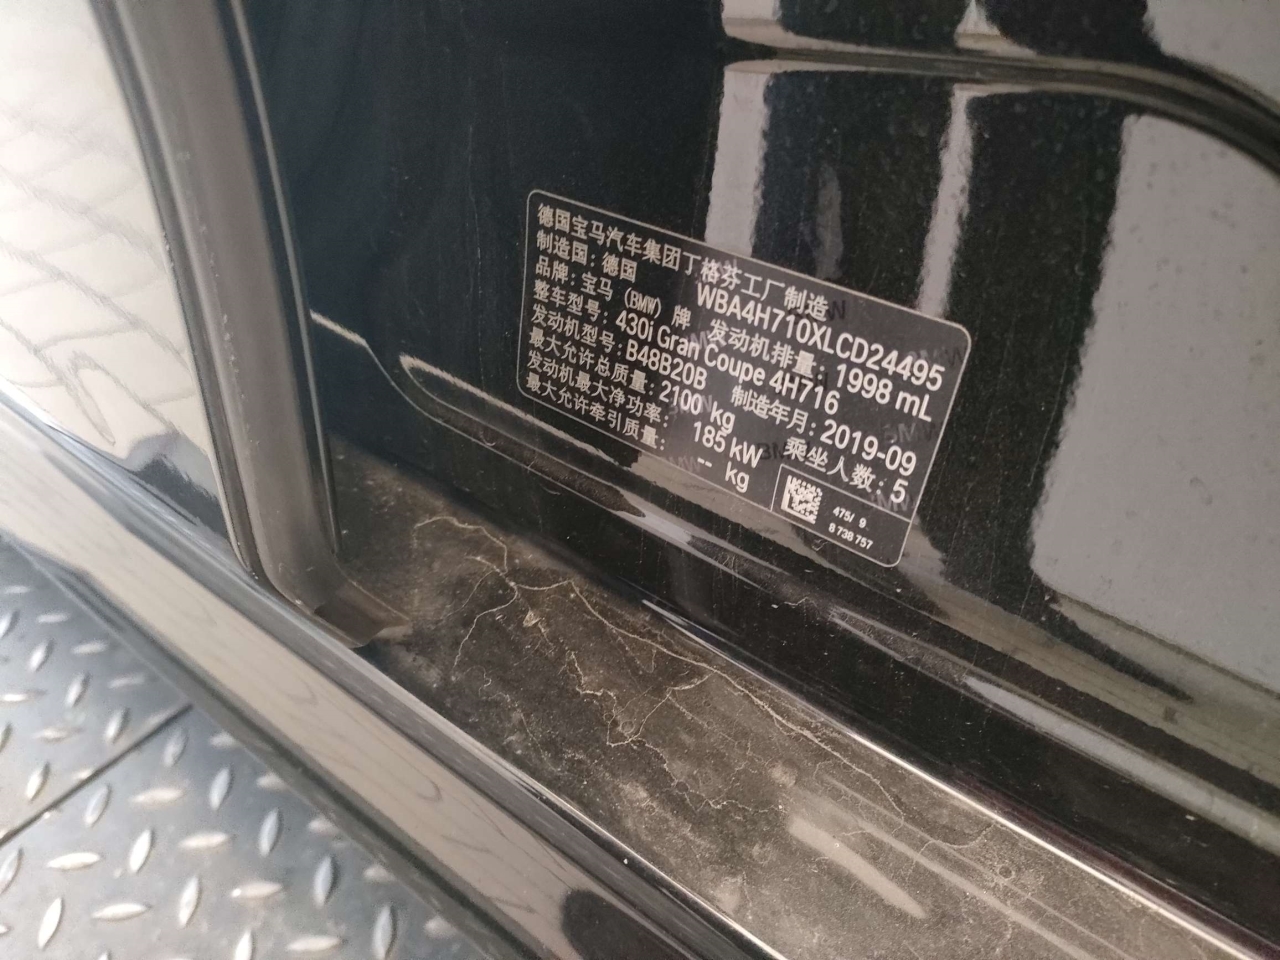 德国宝马汽车集团丁格芬工厂制造
制造国：德国 WBA4H710XLCD24495
品牌：宝马（BMW）牌 发动机排量：1998 mL
整车型号：430i Gran Coupe 4H716
发动机型号：B48B20B 制造年月：2019-09
最大允许总质量：2100 kg 乘坐人数：5
发动机最大净功率： 185 kW
最大允许牵引质量： -- kg
475/ 9
8 738 757